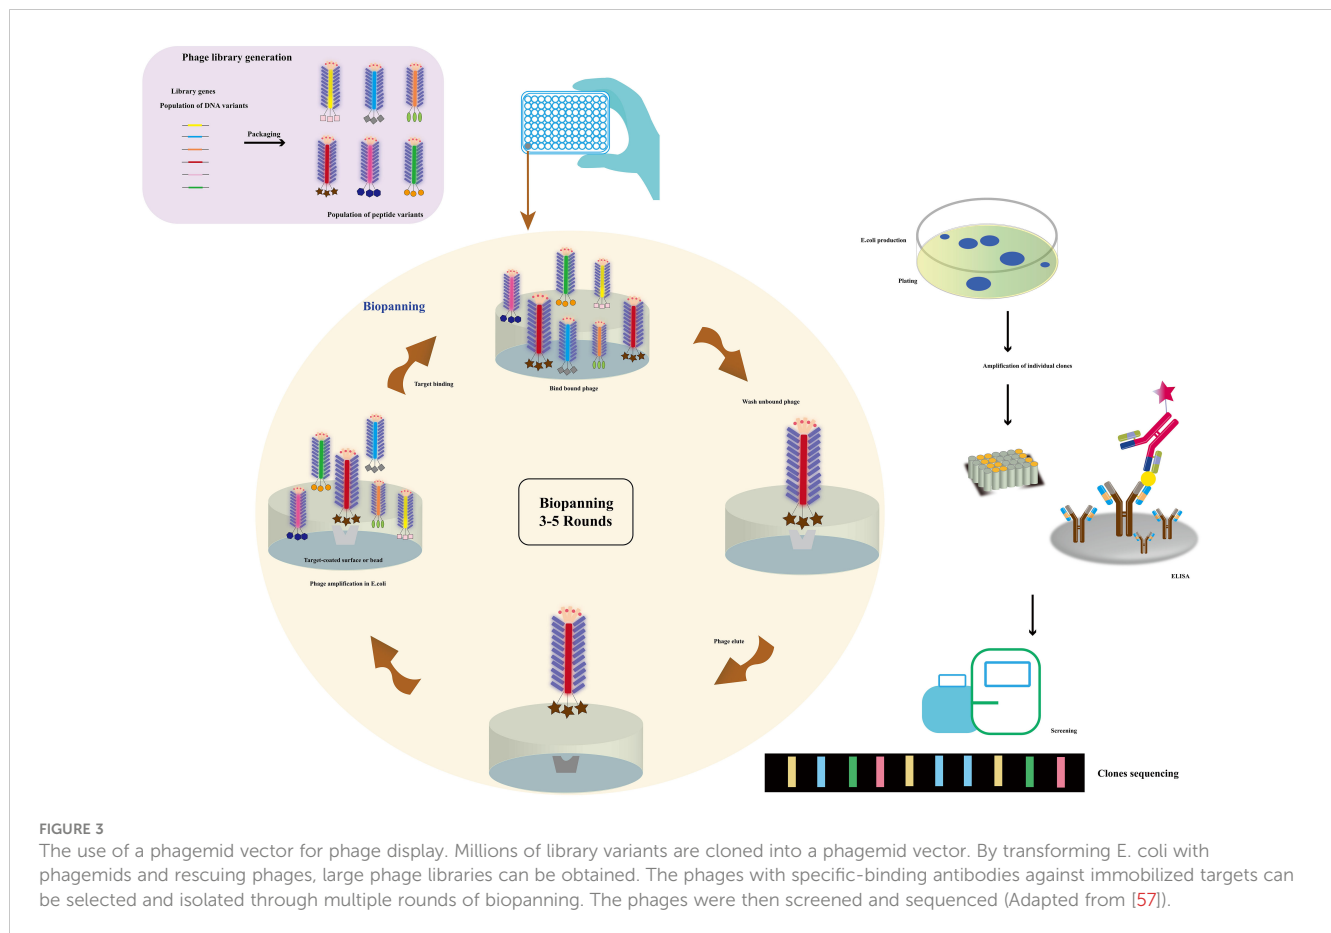 Phage library generation
Library genes
Population of DNA variants
Packaging
Population of peptide variants
Biopanning
Target binding
Bind bound phage
Wash unbound phage
Biopanning
3-5 Rounds
Target-coated surface or bead
Phage amplification in E.coli
Phage elute
E.coli production
Plating
Amplification of individual clones
ELISA
Screening
Clones sequencing
FIGURE 3
The use of a phagemid vector for phage display. Millions of library variants are cloned into a phagemid vector. By transforming E. coli with
phagemids and rescuing phages, large phage libraries can be obtained. The phages with specific-binding antibodies against immobilized targets can
be selected and isolated through multiple rounds of biopanning. The phages were then screened and sequenced (Adapted from [57]).